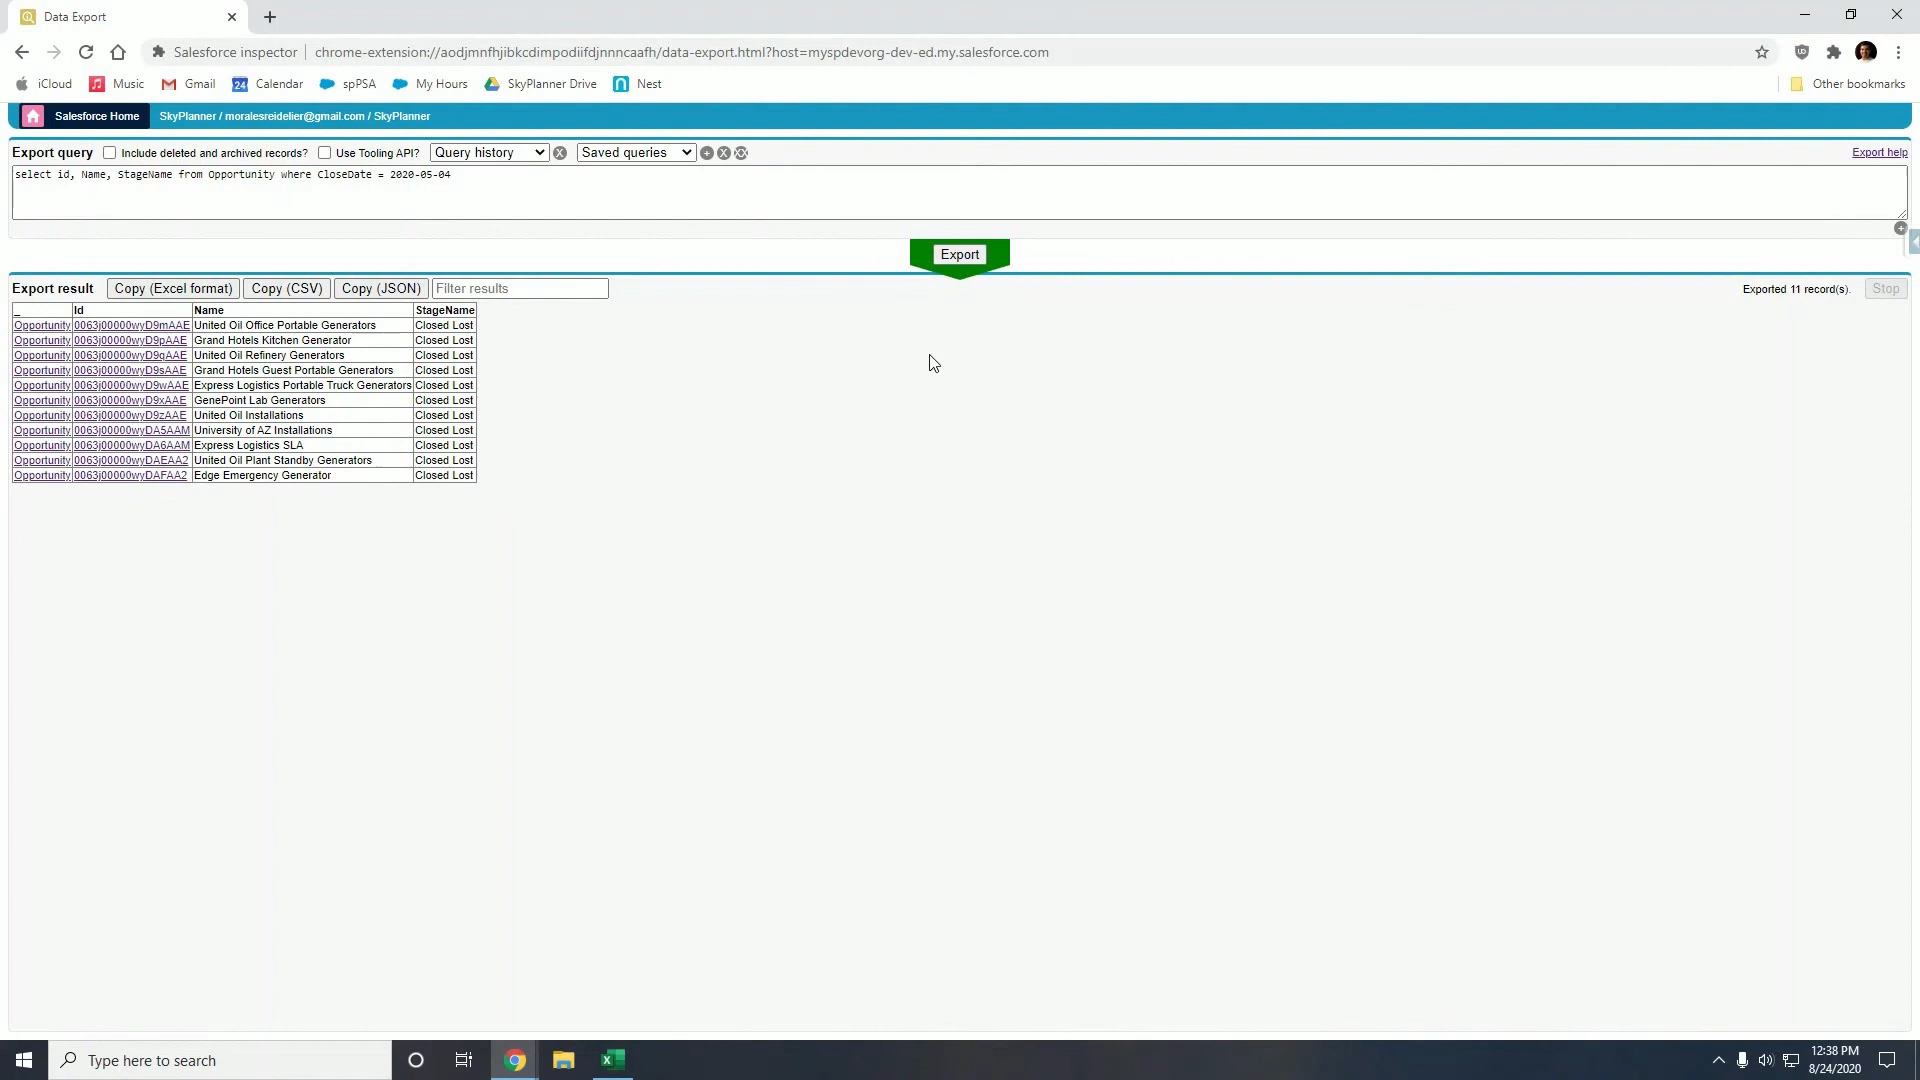 Data Export
Salesforce inspector
chrome-extension://aodjmnfhjibkcdimpodiifdjnnncaafh/data-export.html?host=myspdevorg-dev-ed.my.salesforce.com
iCloud
Music
Gmail
24
Calendar
spPSA
My Hours
SkyPlanner Drive
Nest
Other bookmarks
Salesforce Home
SkyPlanner / moralesreidelier@gmail.com / SkyPlanner
Export query
Include deleted and archived records?
Use Tooling API?
Query history
Saved queries
Export help
select id, Name, StageName from Opportunity where CloseDate = 2020-05-04
Export
Export result
Copy (Excel format)
Copy (CSV)
Copy (JSON)
Filter results
Exported 11 record(s).
Stop
_ Id Name StageName
Opportunity 0063j00000wyD9mAAE United Oil Office Portable Generators Closed Lost
Opportunity 0063j00000wyD9pAAE Grand Hotels Kitchen Generator Closed Lost
Opportunity 0063j00000wyD9qAAE United Oil Refinery Generators Closed Lost
Opportunity 0063j00000wyD9sAAE Grand Hotels Guest Portable Generators Closed Lost
Opportunity 0063j00000wyD9wAAE Express Logistics Portable Truck Generators Closed Lost
Opportunity 0063j00000wyD9xAAE GenePoint Lab Generators Closed Lost
Opportunity 0063j00000wyD9zAAE United Oil Installations Closed Lost
Opportunity 0063j00000wyDA5AAM University of AZ Installations Closed Lost
Opportunity 0063j00000wyDA6AAM Express Logistics SLA Closed Lost
Opportunity 0063j00000wyDAEAA2 United Oil Plant Standby Generators Closed Lost
Opportunity 0063j00000wyDAFAA2 Edge Emergency Generator Closed Lost
Type here to search
12:38 PM
8/24/2020